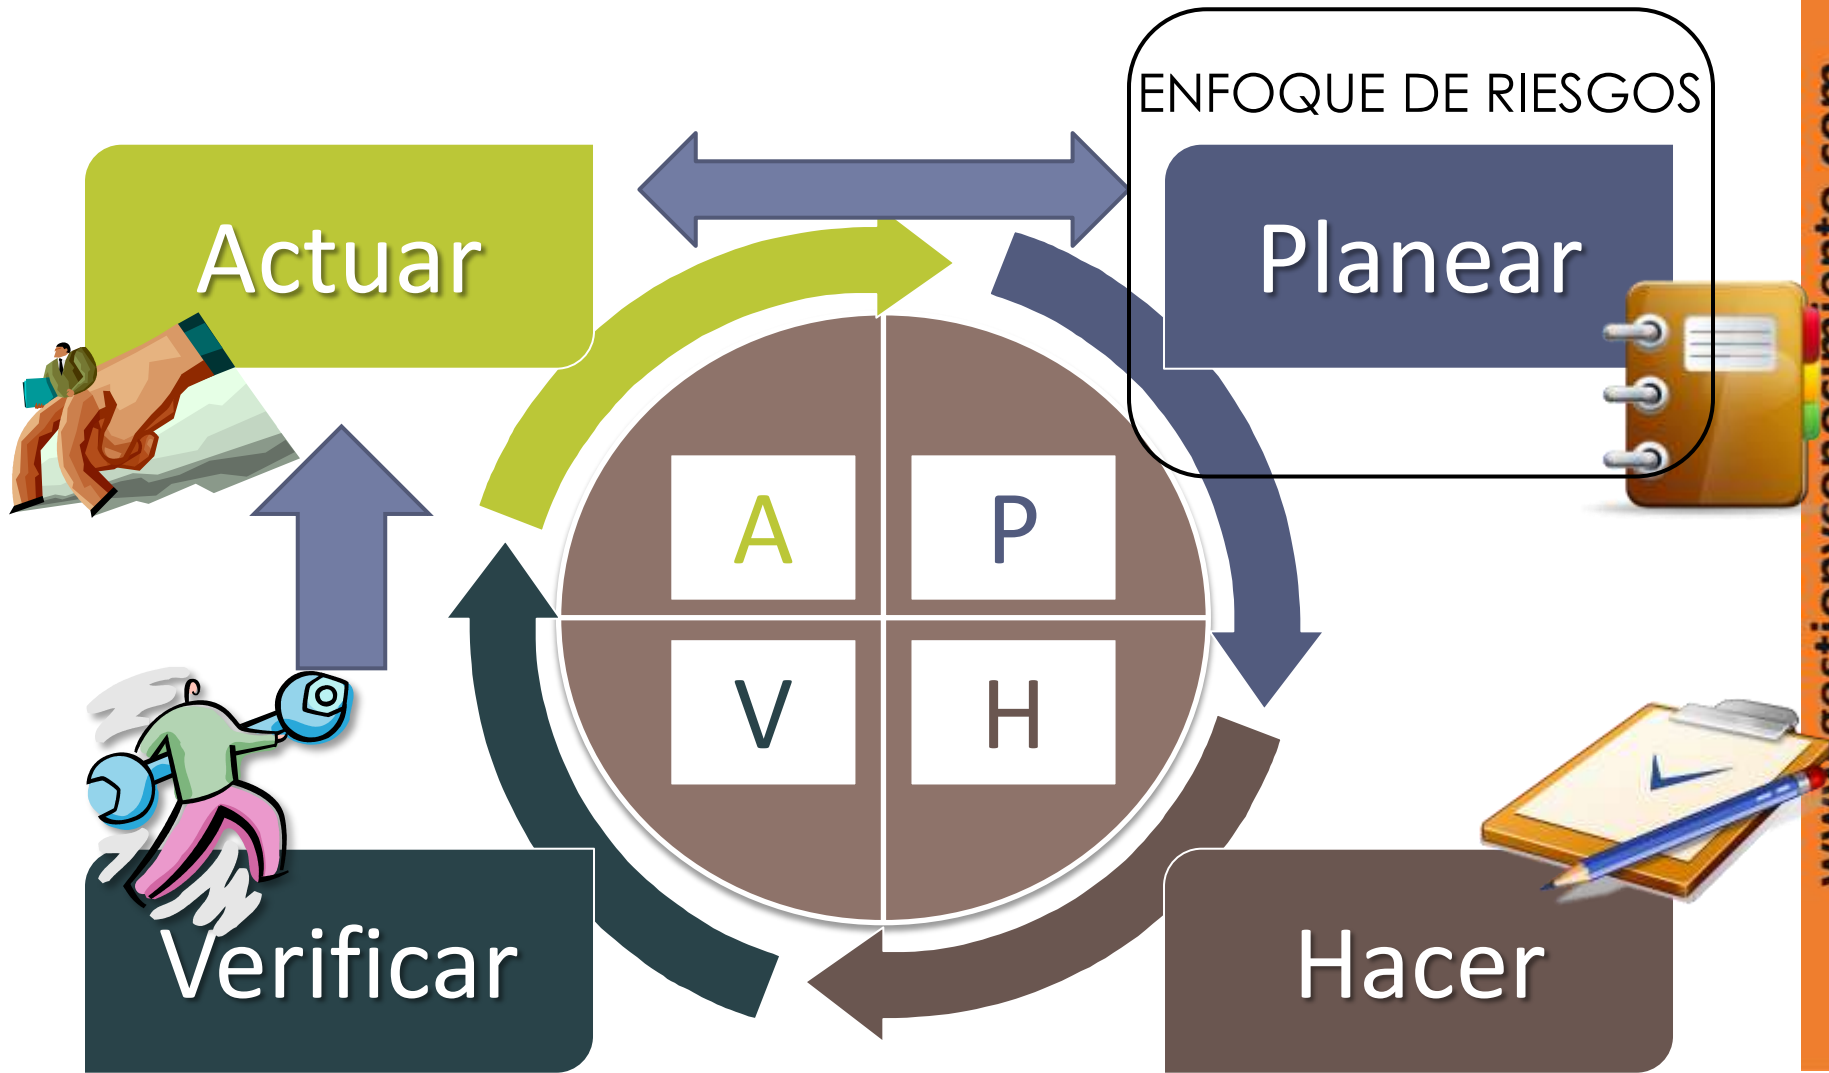 ENFOQUE DE RIESGOS
Actuar
Planear
A
P
V
H
Verificar
Hacer